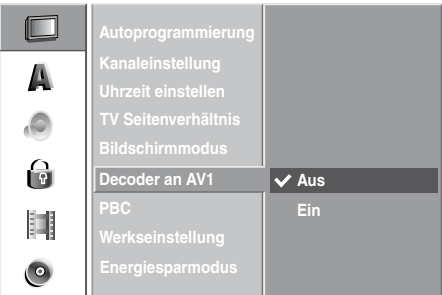 Autoprogrammierung
Kanaleinstellung
Uhrzeit einstellen
TV Seitenverhältnis
Bildschirmmodus
Decoder an AV1
Aus
PBC
Ein
Werkseinstellung
Energiesparmodus